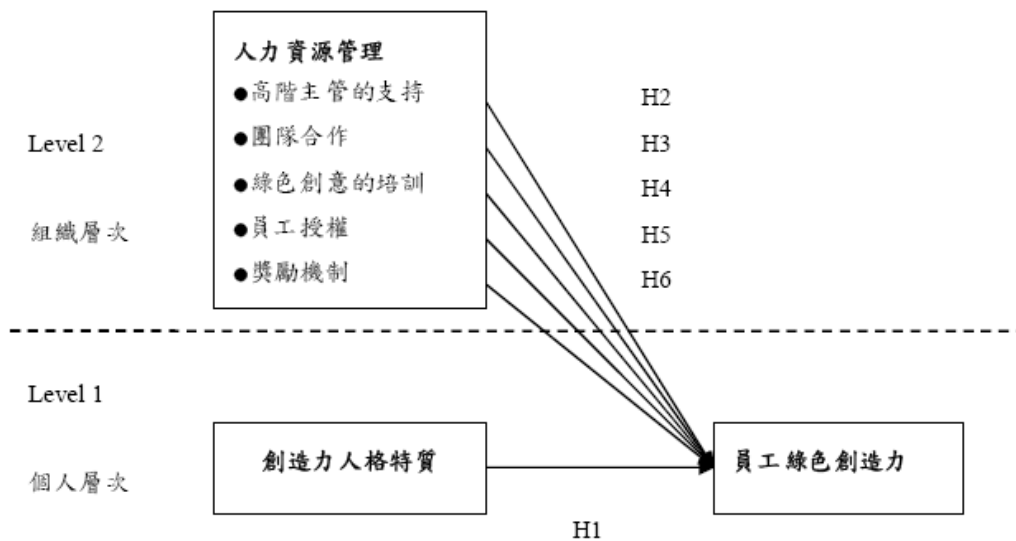 人力資源管理
●高階主管的支持
H2
Level 2
●團隊合作
H3
●綠色創意的培訓
H4
組織層次
●員工授權
H5
●獎勵機制
H6
Level 1
創造力人格特質
員工綠色創造力
個人層次
H1